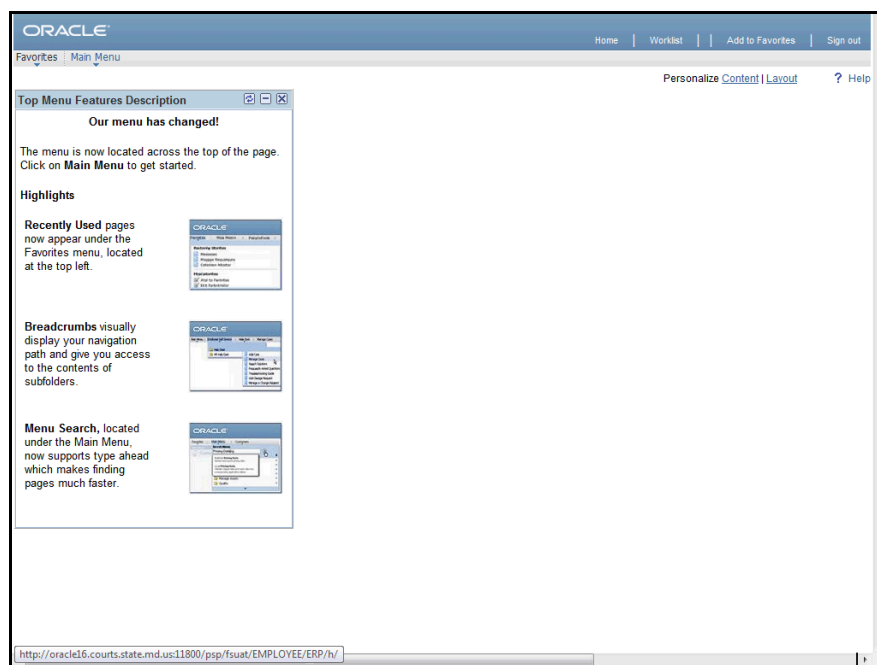 ORACLE
Home | Worklist | | Add to Favorites | Sign out
Favorites | Main Menu
Personalize Content | Layout ? Help
Top Menu Features Description
Our menu has changed!
The menu is now located across the top of the page.
Click on Main Menu to get started.
Highlights
Recently Used pages
now appear under the
Favorites menu, located
at the top left.
ORACLE
Breadcrumbs visually
display your navigation
path and give you access
to the contents of
subfolders.
ORACLE
Menu Search, located
under the Main Menu,
now supports type ahead
which makes finding
pages much faster.
ORACLE
http://oracle16.courts.state.md.us:11800/psp/fsuat/EMPLOYEE/ERP/h/